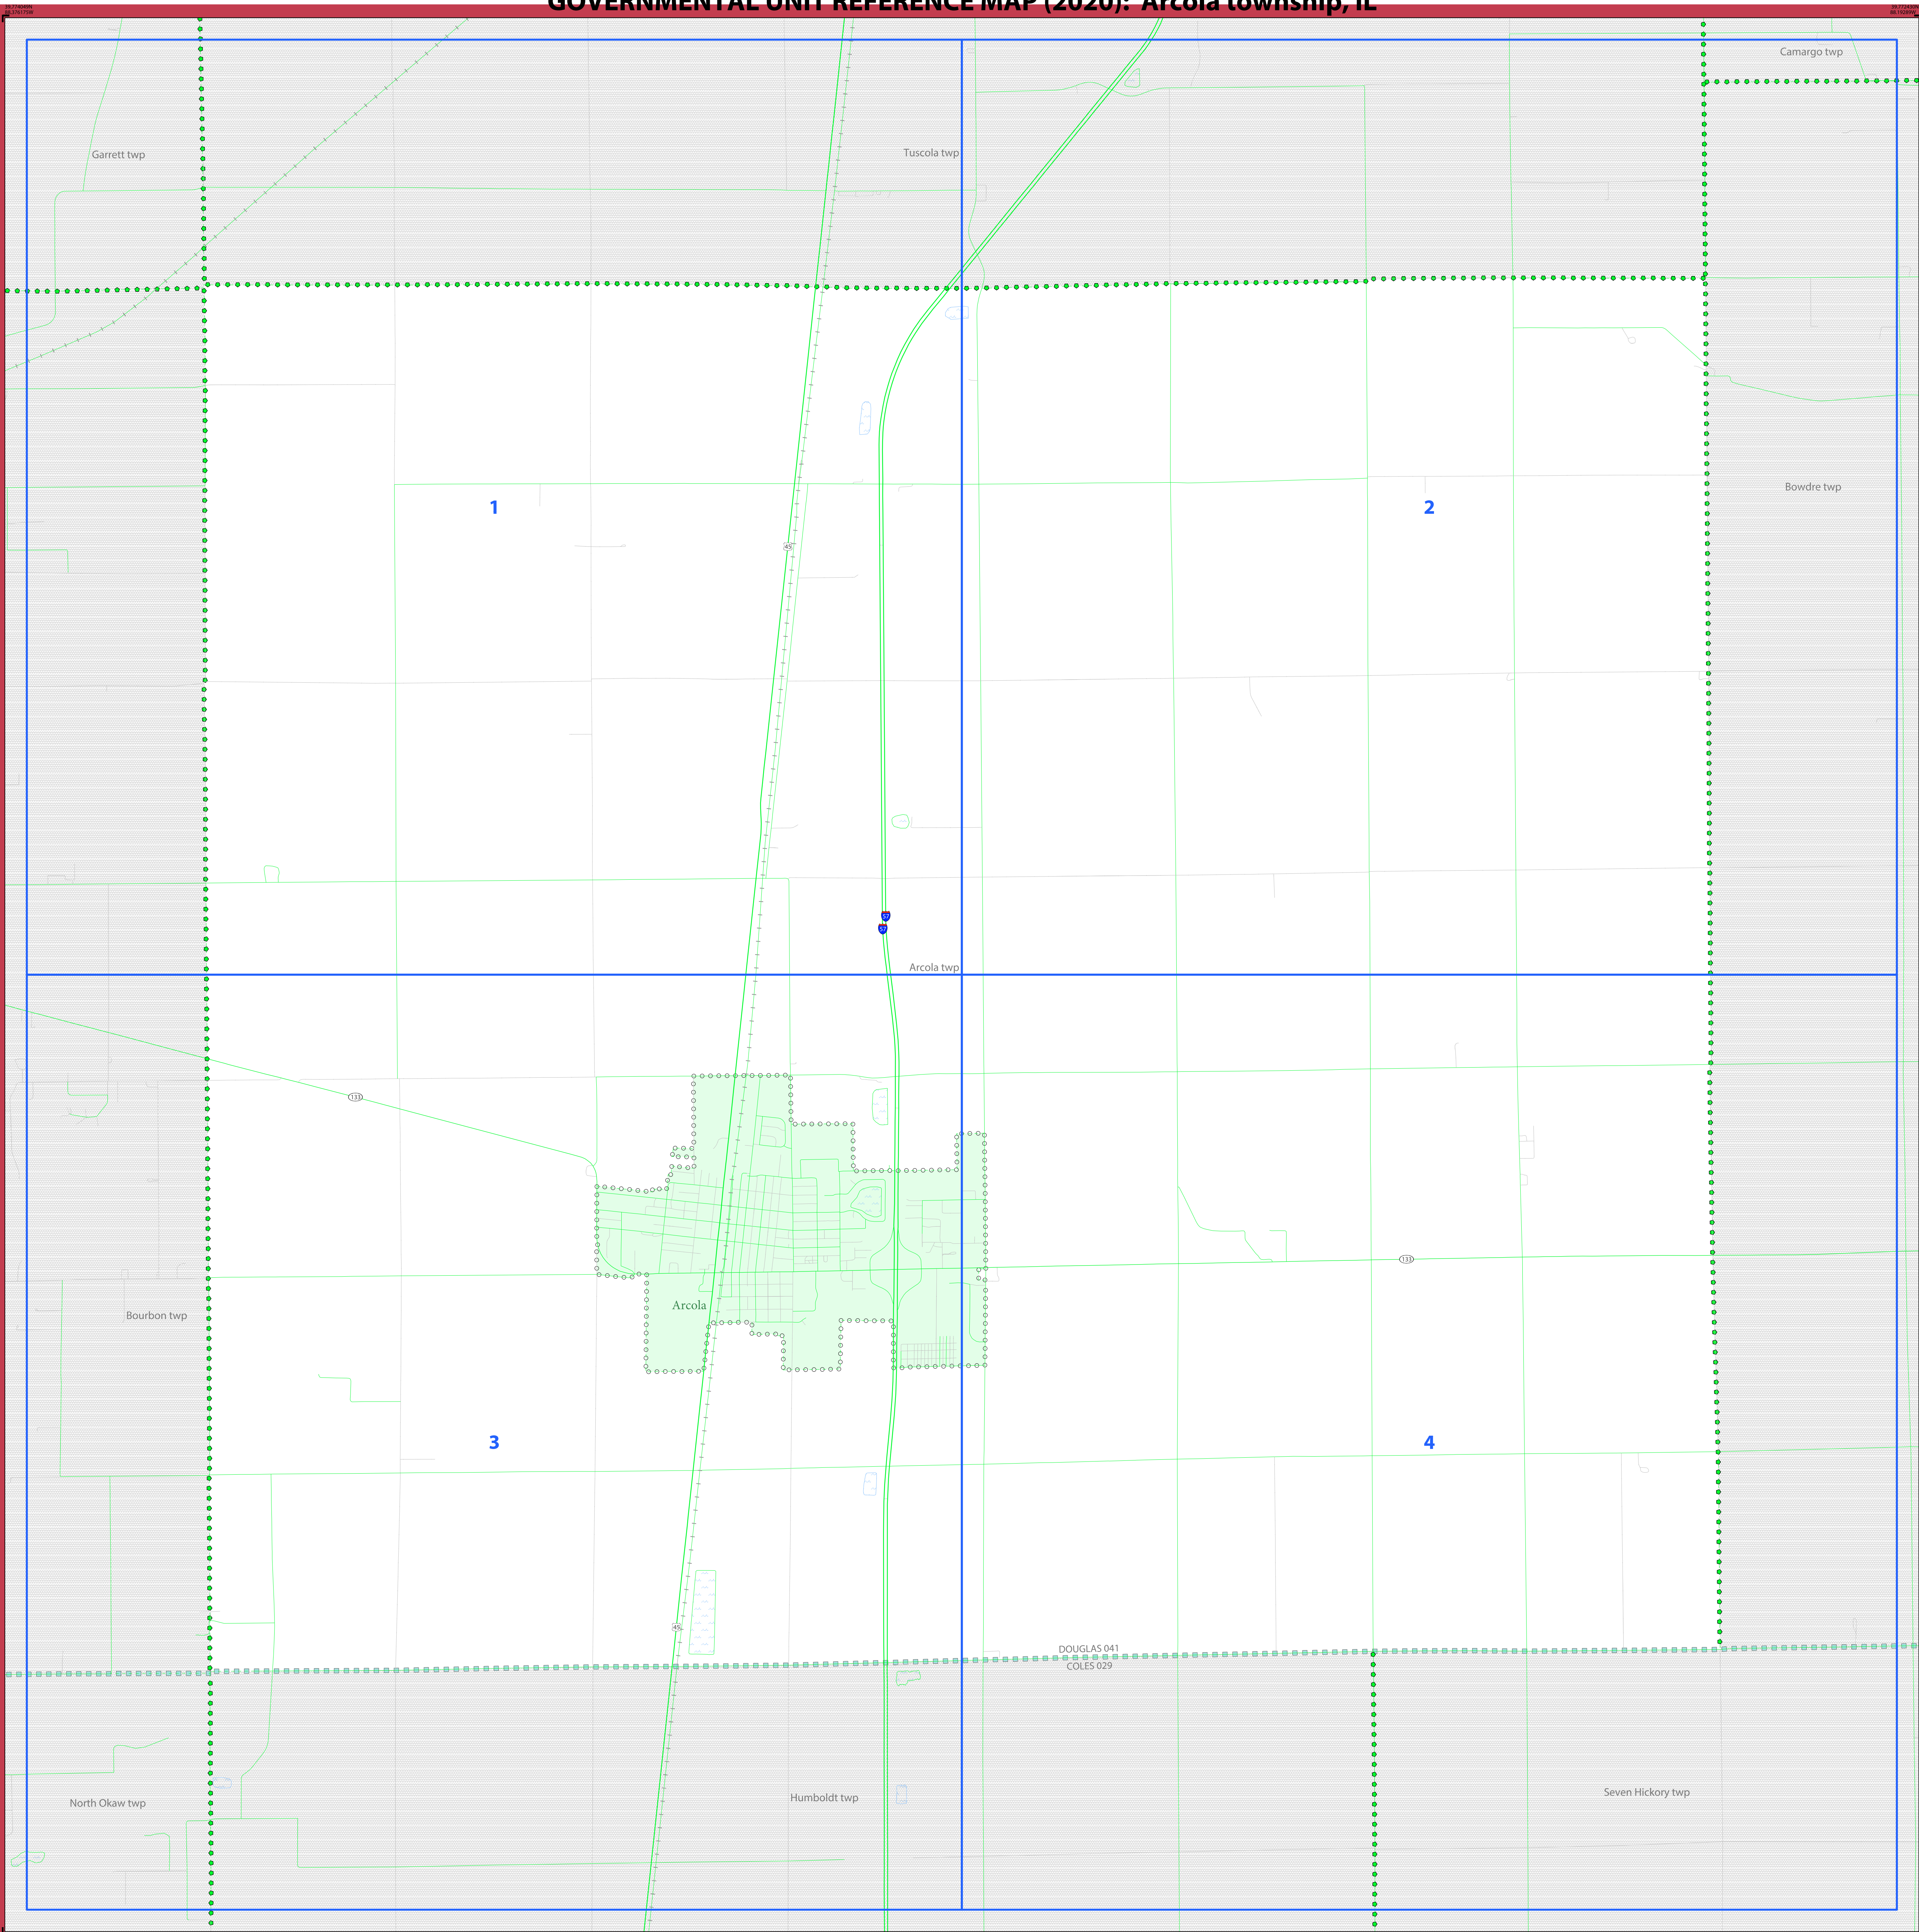 GOVERNMENTAL UNIT REFERENCE MAP (2020): Arcola township, IL
Camargo twp
Garrett twp
Tuscola twp
1
2
Bowdre twp
45
57
57
Arcola twp
133
133
Arcola
Bourbon twp
3
4
45
DOUGLAS 041
COLES 029
North Okaw twp
Humboldt twp
Seven Hickory twp